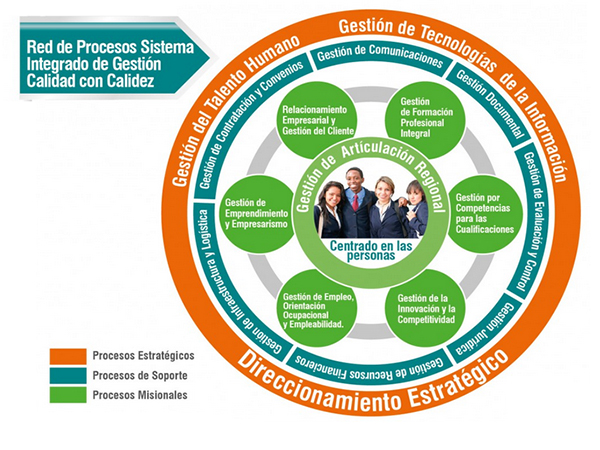 Red de Procesos Sistema
Integrado de Gestión
Calidad con Calidez
Gestión del Talento Humano
Gestión de Tecnologías de la Información
Direccionamiento Estratégico
Gestión de Comunicaciones
Gestión Documental
Gestión de Evaluación y Control
Gestión Jurídica
Gestión de Recursos Financieros
Gestión de Infraestructura y Logística
Gestión de Contratación y Convenios
Relacionamiento
Empresarial y
Gestión del Cliente
Gestión
de Formación
Profesional
Integral
Gestión por
Competencias
para las
Cualificaciones
Gestión de la
Innovación y la
Competitividad
Gestión de Empleo,
Orientación
Ocupacional
y Empleabilidad.
Gestión de
Emprendimiento
y Empresarismo
Gestión de Articulación Regional
Centrado en las
personas
Procesos Estratégicos
Procesos de Soporte
Procesos Misionales